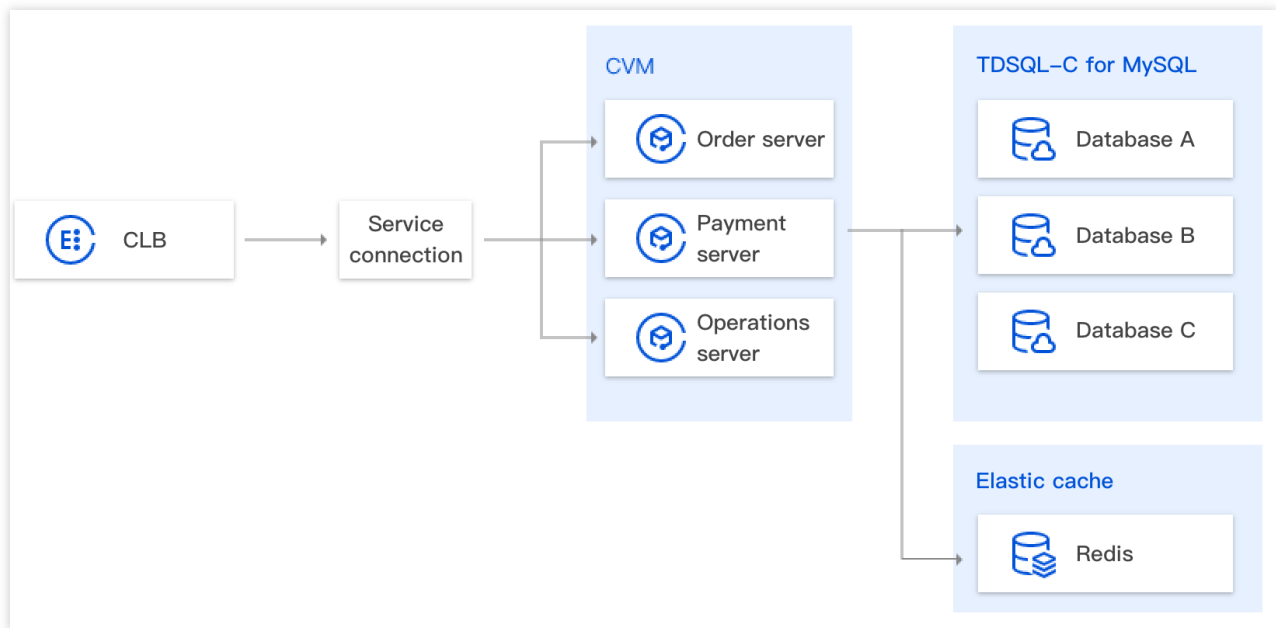 CLB
Service
connection
CVM
Order server
Payment
server
Operations
server
TDSQL-C for MySQL
Database A
Database B
Database C
Elastic cache
Redis